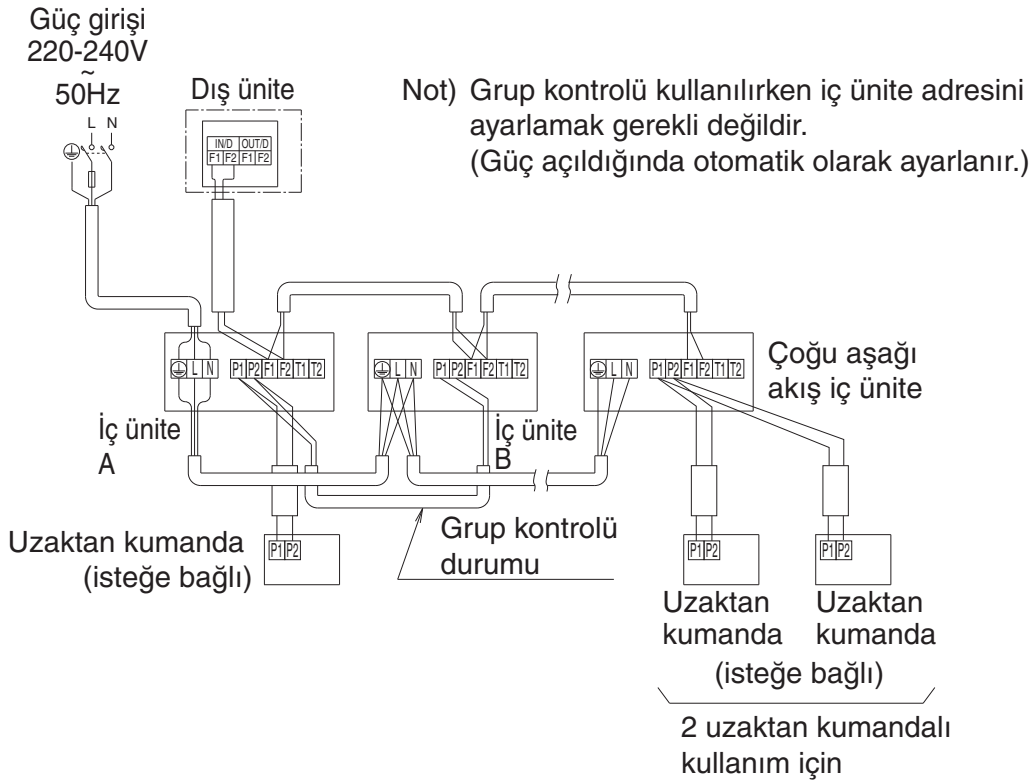 Güç girişi
220-240V
~
50Hz
L N
Dış ünite
IN/D OUT/D
F1 F2 F1 F2
Not) Grup kontrolü kullanılırken iç ünite adresini
ayarlamak gerekli değildir.
(Güç açıldığında otomatik olarak ayarlanır.)
L N
P1 P2 F1 F2 T1 T2
L N
P1 P2 F1 F2 T1 T2
L N
P1 P2 F1 F2 T1 T2
Çoğu aşağı
akış iç ünite
İç ünite
A
İç ünite
B
Uzaktan kumanda
(isteğe bağlı)
P1 P2
Grup kontrolü
durumu
P1 P2
P1 P2
Uzaktan
kumanda
Uzaktan
kumanda
(isteğe bağlı)
2 uzaktan kumandalı
kullanım için